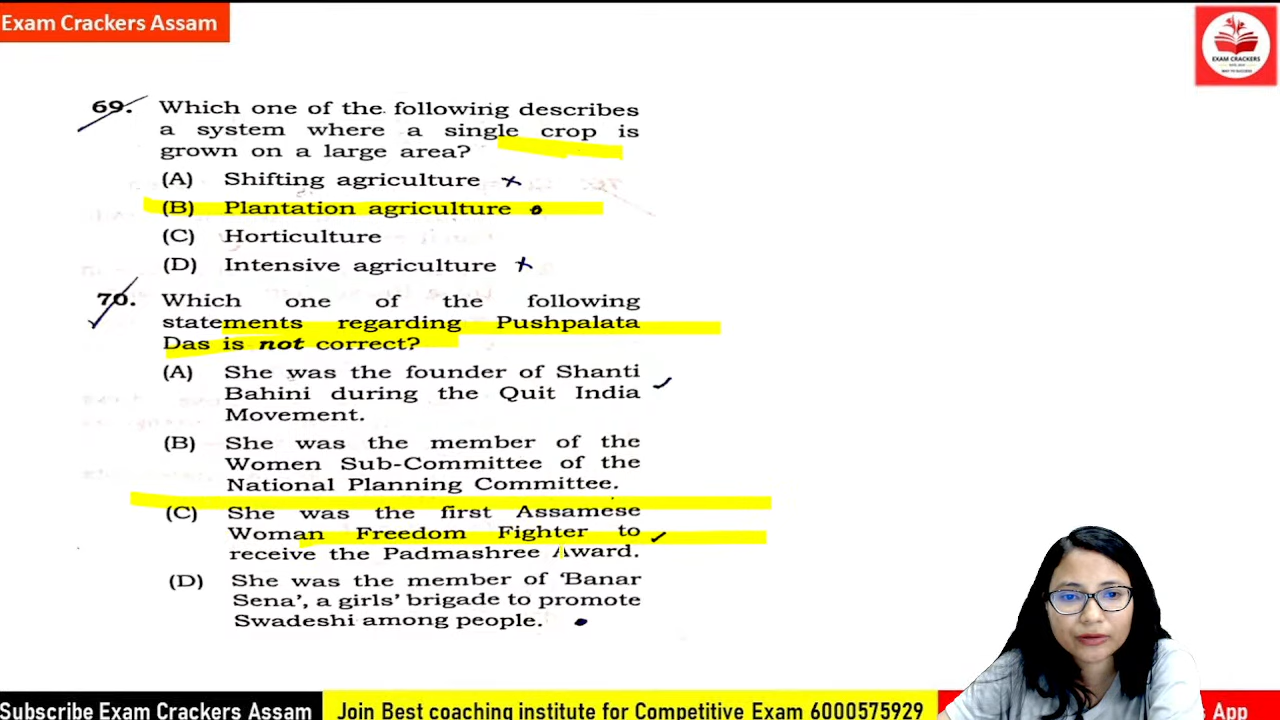 Exam Crackers Assam
EXAM CRACKERS
WAY TO SUCCESS
69. Which one of the following describes
a system where a single crop is
grown on a large area?
(A) Shifting agriculture
(B) Plantation agriculture
(C) Horticulture
(D) Intensive agriculture
70. Which one of the following
statements regarding Pushpalata
Das is not correct?
(A) She was the founder of Shanti
Bahini during the Quit India
Movement.
(B) She was the member of the
Women Sub-Committee of the
National Planning Committee.
(C) She was the first Assamese
Woman Freedom Fighter to
receive the Padmashree Award.
(D) She was the member of ‘Banar
Sena’, a girls’ brigade to promote
Swadeshi among people.
Subscribe Exam Crackers Assam
Join Best coaching institute for Competitive Exam 6000575929
App